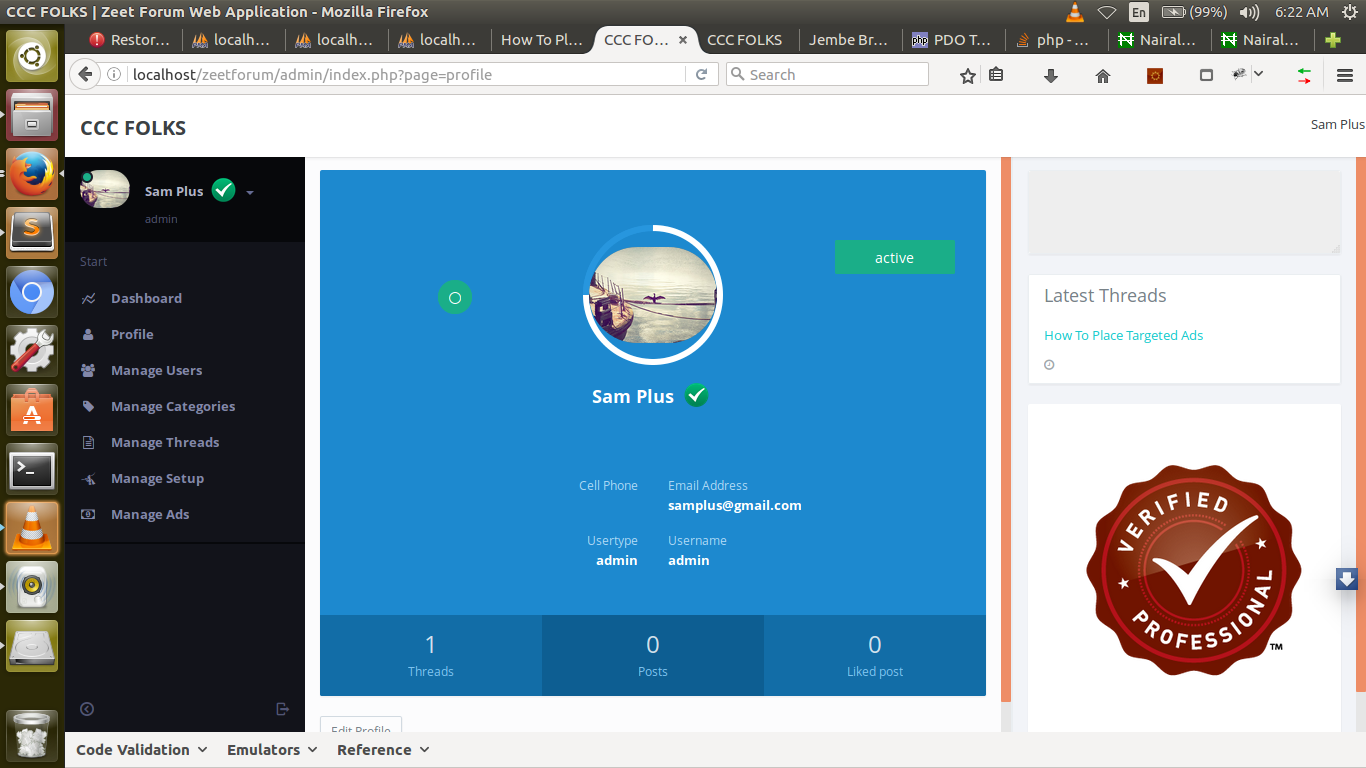 CCC FOLKS | Zeet Forum Web Application - Mozilla Firefox
En (99%) 6:22 AM
Restor... localh... localh... localh... How To Pl... CCC FO... × CCC FOLKS Jembe Br... PDO T... php - ... Nairal... Nairal...
localhost/zeetforum/admin/index.php?page=profile
Search
CCC FOLKS
Sam Plus
Sam Plus
admin
Start
Dashboard
Profile
Manage Users
Manage Categories
Manage Threads
Manage Setup
Manage Ads
active
Sam Plus
Cell Phone
Email Address
samplus@gmail.com
Usertype
admin
Username
admin
1
Threads
0
Posts
0
Liked post
Edit Profile
Latest Threads
How To Place Targeted Ads
VERIFIED
PROFESSIONAL
TM
Code Validation
Emulators
Reference